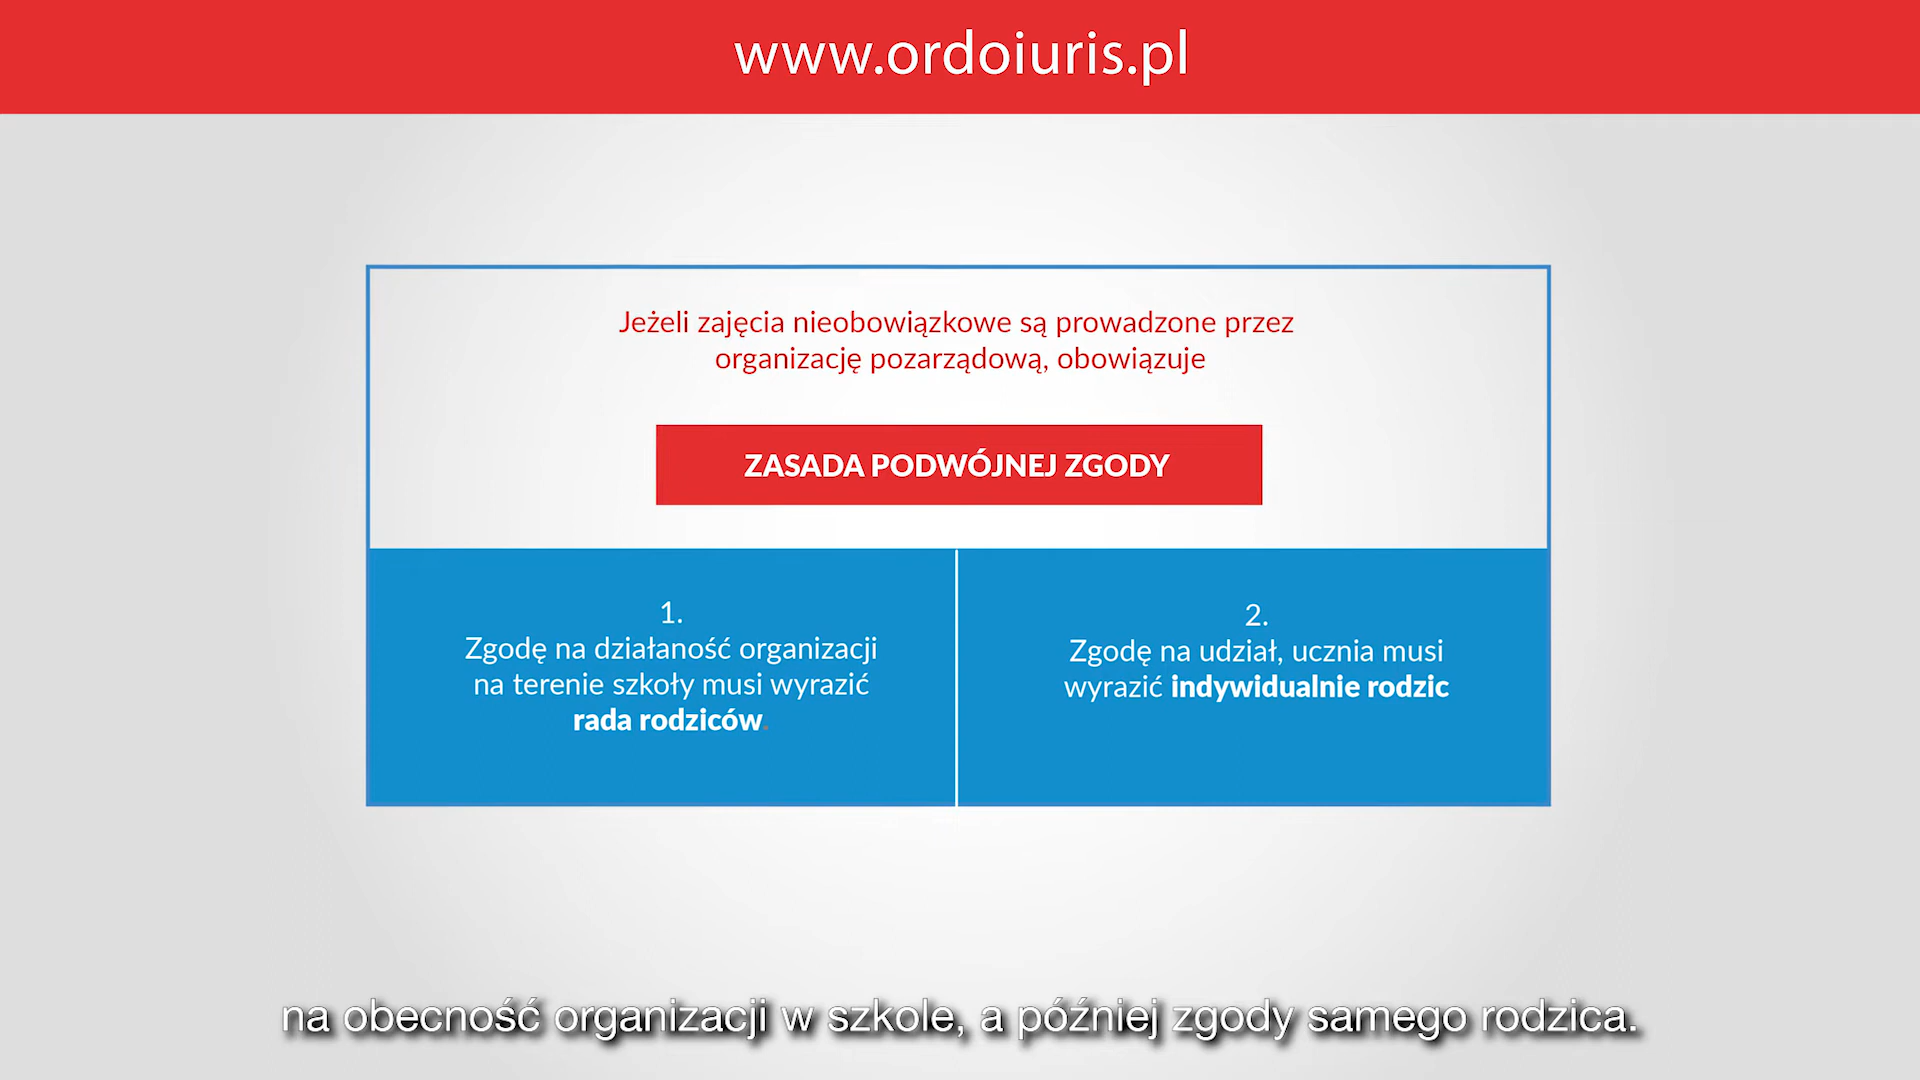 www.ordoiuris.pl
Jeżeli zajęcia nieobowiązkowe są prowadzone przez
organizację pozarządową, obowiązuje
ZASADA PODWÓJNEJ ZGODY
1.
Zgodę na działaność organizacji
na terenie szkoły musi wyrazić
rada rodziców.
2.
Zgodę na udział, ucznia musi
wyrazić indywidualnie rodzic
na obecność organizacji w szkole, a później zgody samego rodzica.